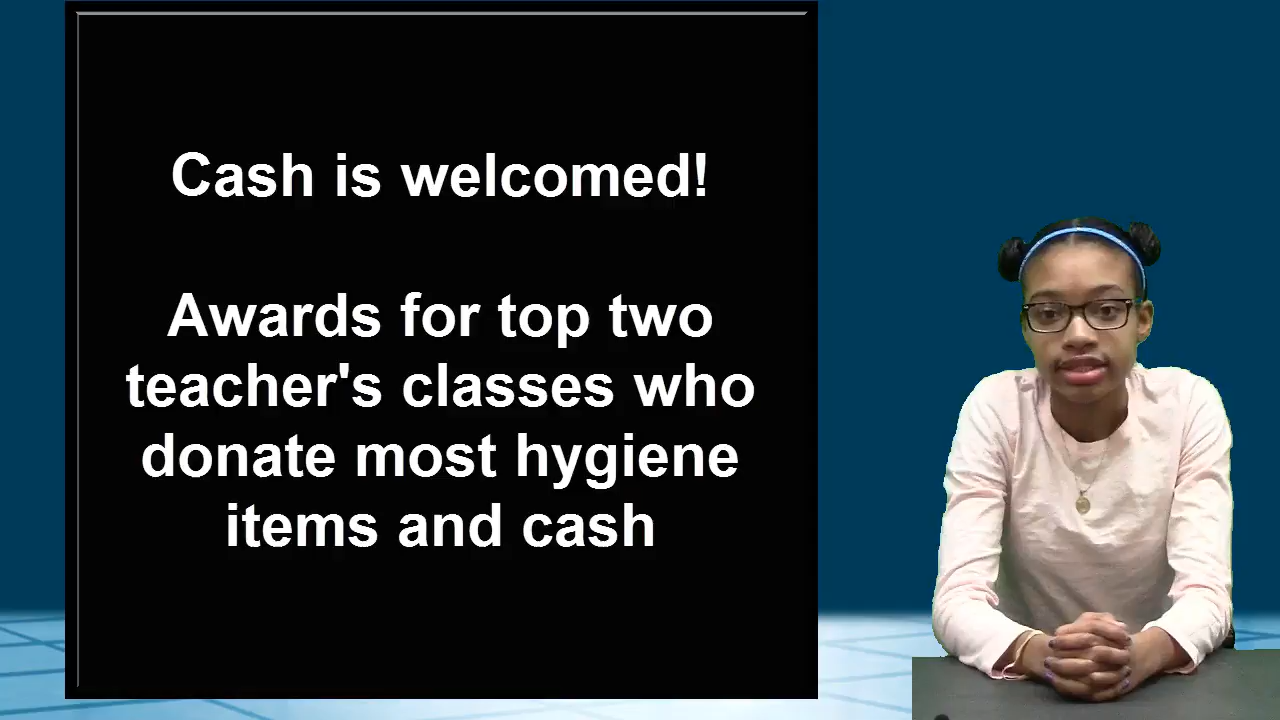 Cash is welcomed!
Awards for top two
teacher's classes who
donate most hygiene
items and cash